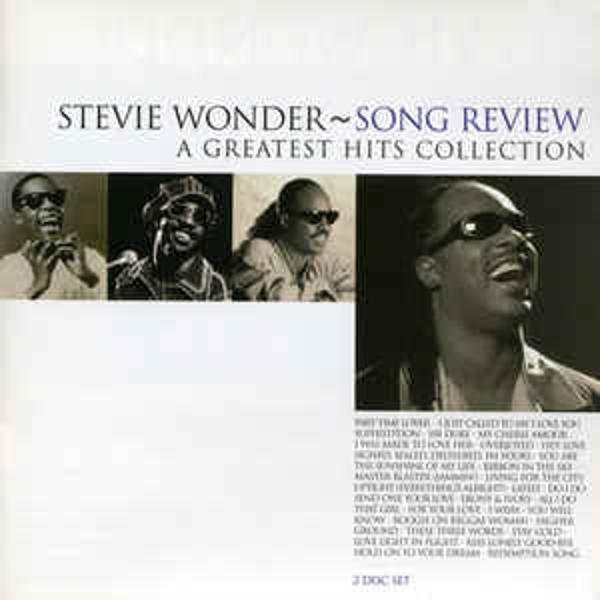 STEVIE WONDER~SONG REVIEW
A GREATEST HITS COLLECTION
PART TIME LOVER · I JUST CALLED TO SAY I LOVE YOU
SUPERSTITION · SIR DUKE · MY CHERIE AMOUR
I WAS MADE TO LOVE HER · OVERJOYED · HEY LOVE
SIGNED, SEALED, DELIVERED, I'M YOURS · YOU ARE
THE SUNSHINE OF MY LIFE · RIBBON IN THE SKY
MASTER BLASTER (JAMMIN') · LIVING FOR THE CITY
UPTIGHT (EVERYTHING'S ALRIGHT) · LATELY · DO I DO
SEND ONE YOUR LOVE · EBONY & IVORY · ALL I DO
THAT GIRL · FOR YOUR LOVE · I WISH · YOU WILL
KNOW · BOOGIE ON REGGAE WOMAN · HIGHER
GROUND · THESE THREE WORDS · STAY GOLD
LOVE LIGHT IN FLIGHT · KISS LONELY GOOD-BYE
HOLD ON TO YOUR DREAM · REDEMPTION SONG
2 DISC SET